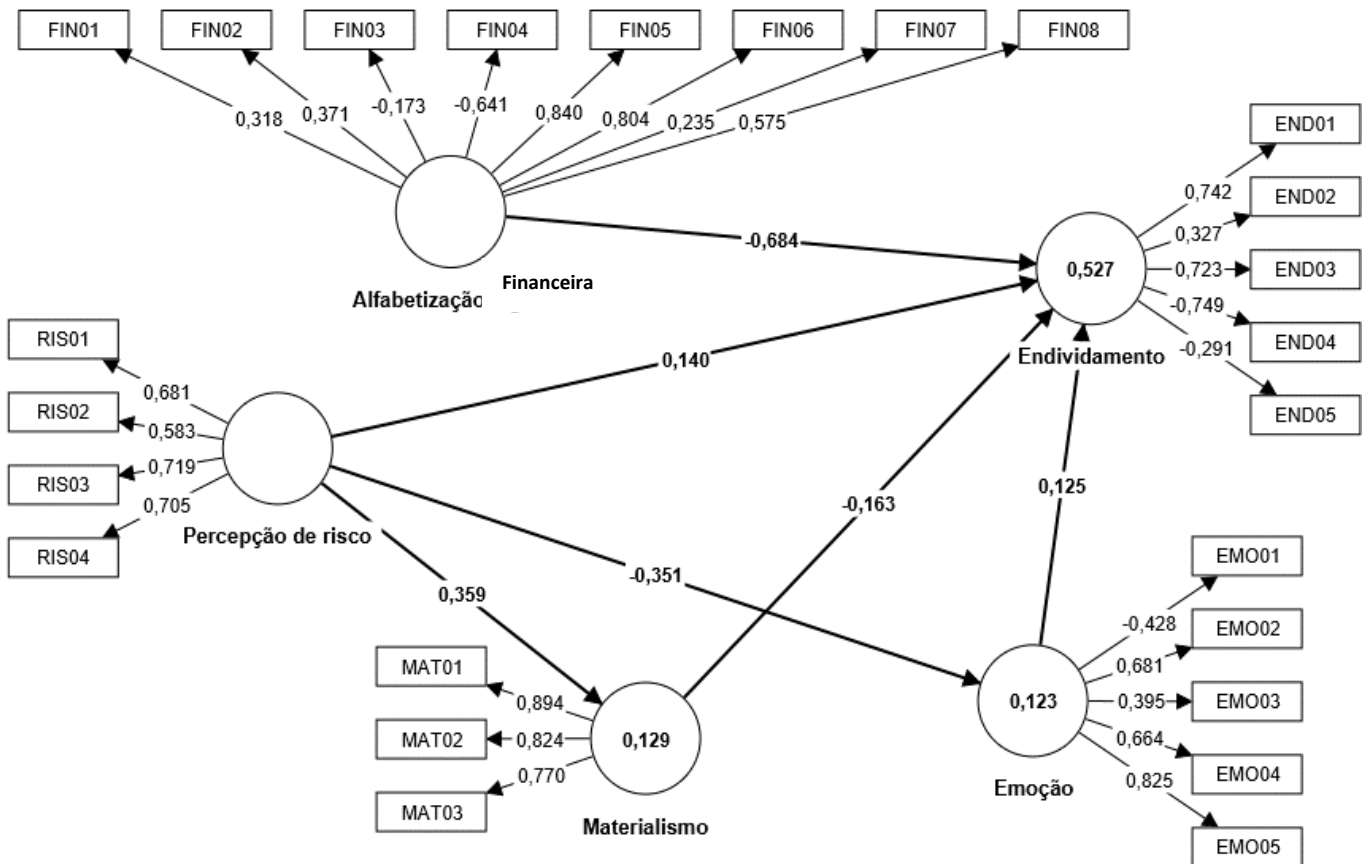 FIN01 FIN02 FIN03 FIN04 FIN05 FIN06 FIN07 FIN08
0,318 0,371 -0,173 -0,641 0,840 0,804 0,235 0,575
Alfabetização Financeira
-0,684
END01
0,742
END02
0,327
END03
0,723
END04
-0,749
END05
-0,291
0,527
Endividamento
RIS01
0,681
RIS02
0,583
RIS03
0,719
RIS04
0,705
Percepção de risco
0,140
0,359
-0,351
-0,163
0,125
MAT01
0,894
MAT02
0,824
MAT03
0,770
0,129
Materialismo
0,123
Emoção
EMO01
-0,428
EMO02
0,681
EMO03
0,395
EMO04
0,664
EMO05
0,825